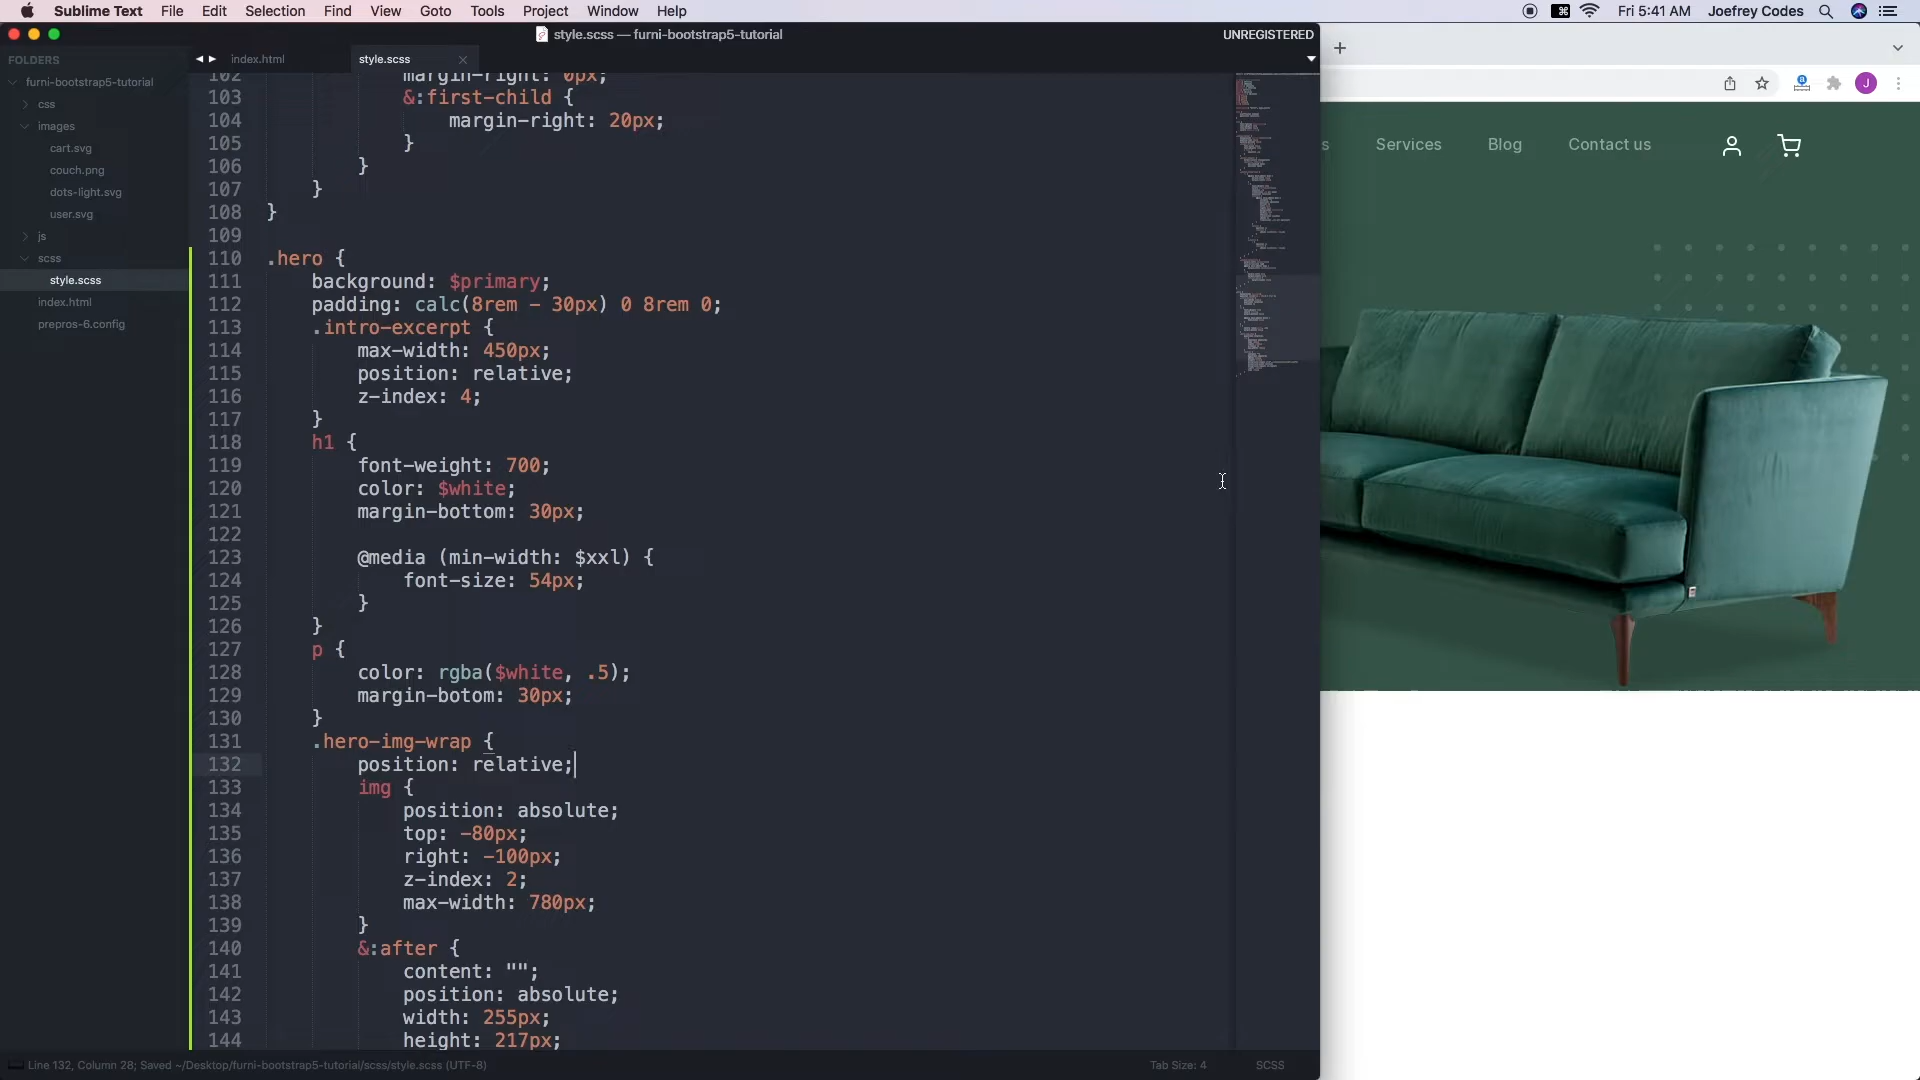 Sublime Text File Edit Selection Find View Goto Tools Project Window Help Fri 5:41 AM Joefrey Codes
style.scss — furni-bootstrap5-tutorial UNREGISTERED
FOLDERS
furni-bootstrap5-tutorial
css
images
cart.svg
couch.png
dots-light.svg
user.svg
js
scss
style.scss
index.html
prepros-6.config
index.html style.scss
102 margin-right: 0px;
103 &:first-child {
104 margin-right: 20px;
105 }
106 }
107 }
108 }
109
110 .hero {
111 background: $primary;
112 padding: calc(8rem - 30px) 0 8rem 0;
113 .intro-excerpt {
114 max-width: 450px;
115 position: relative;
116 z-index: 4;
117 }
118 h1 {
119 font-weight: 700;
120 color: $white;
121 margin-bottom: 30px;
122
123 @media (min-width: $xxl) {
124 font-size: 54px;
125 }
126 }
127 p {
128 color: rgba($white, .5);
129 margin-botom: 30px;
130 }
131 .hero-img-wrap {
132 position: relative;
133 img {
134 position: absolute;
135 top: -80px;
136 right: -100px;
137 z-index: 2;
138 max-width: 780px;
139 }
140 &:after {
141 content: "";
142 position: absolute;
143 width: 255px;
144 height: 217px;
Line 132, Column 28; Saved ~/Desktop/furni-bootstrap5-tutorial/scss/style.scss (UTF-8) Tab Size: 4 SCSS
J
s Services Blog Contact us